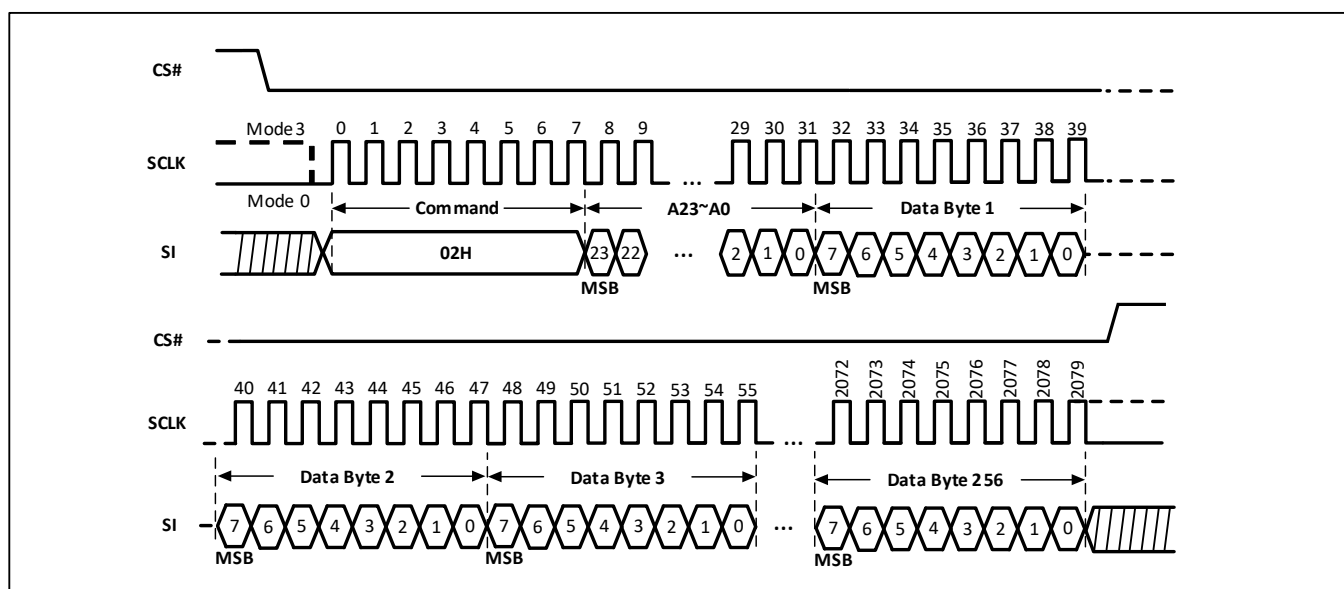 CS#
Mode 3
0 1 2 3 4 5 6 7 8 9 29 30 31 32 33 34 35 36 37 38 39
SCLK
...
Mode 0
Command A23~A0 Data Byte 1
SI
02H 23 22 ... 2 1 0 7 6 5 4 3 2 1 0
MSB MSB
CS#
40 41 42 43 44 45 46 47 48 49 50 51 52 53 54 55 2072 2073 2074 2075 2076 2077 2078 2079
SCLK
...
Data Byte 2 Data Byte 3 Data Byte 256
SI 7 6 5 4 3 2 1 0 7 6 5 4 3 2 1 0 ... 7 6 5 4 3 2 1 0
MSB MSB MSB